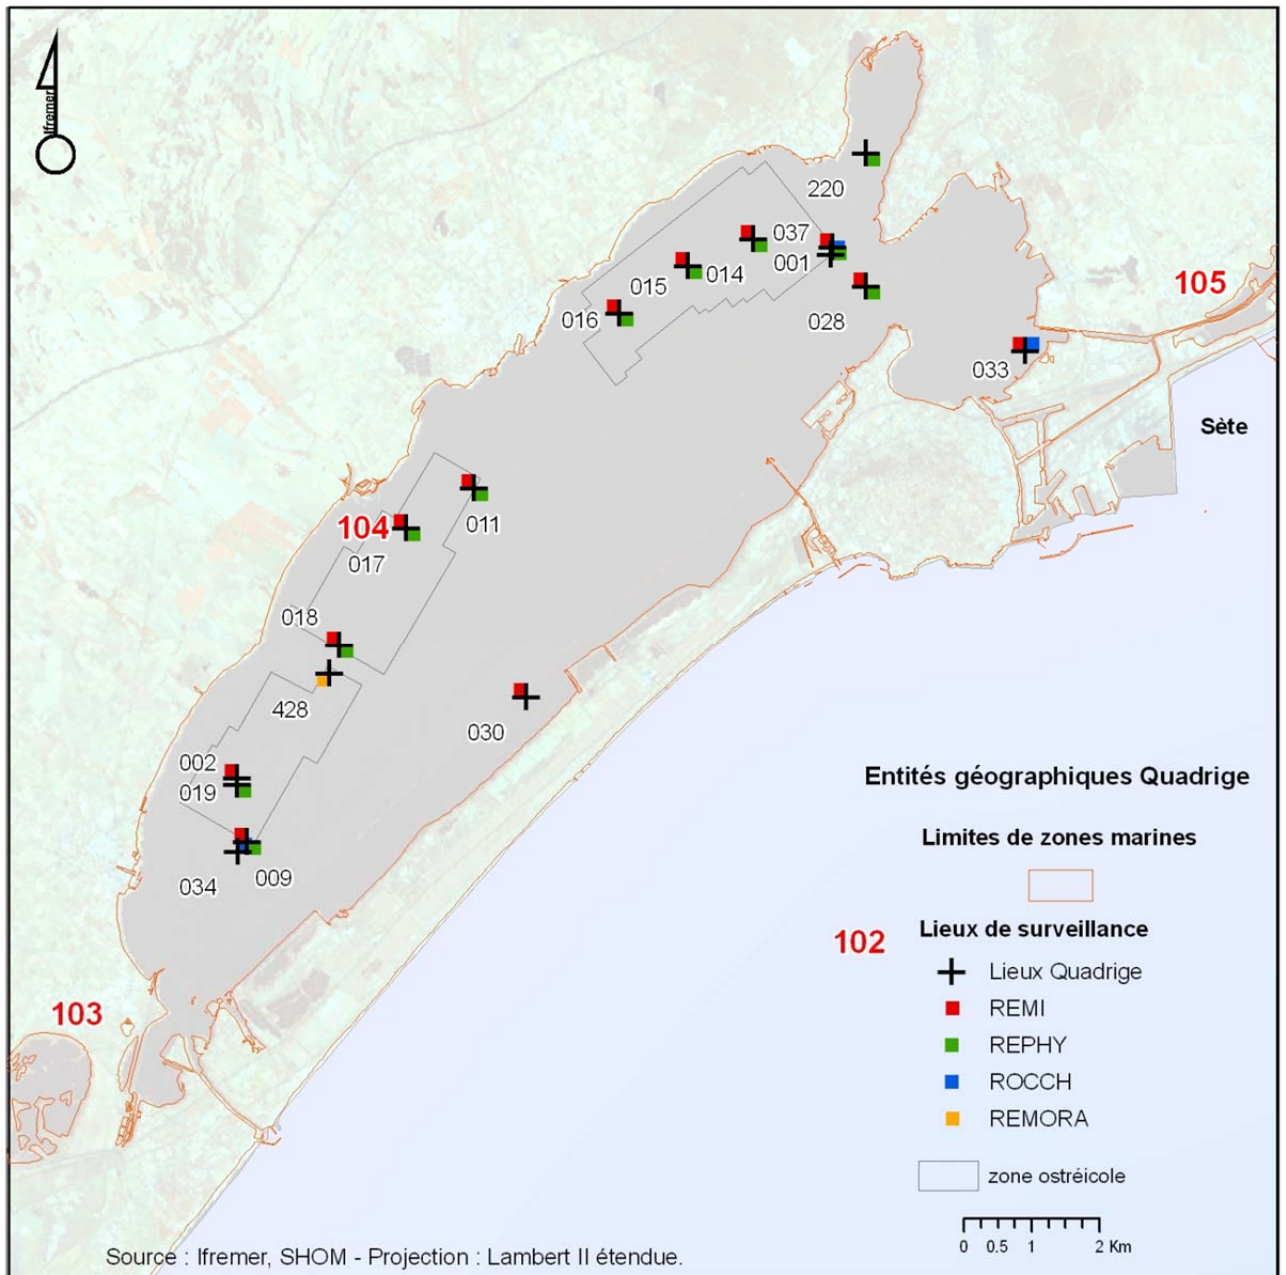 Ifremer
220
037
001
014
015
016
028
033
105
Sète
011
104
017
018
428
030
002
019
034
009
103
Entités géographiques Quadrige
Limites de zones marines
102
Lieux de surveillance
Lieux Quadrige
REMI
REPHY
ROCCH
REMORA
zone ostréicole
0 0.5 1 2 Km
Source : Ifremer, SHOM - Projection : Lambert II étendue.